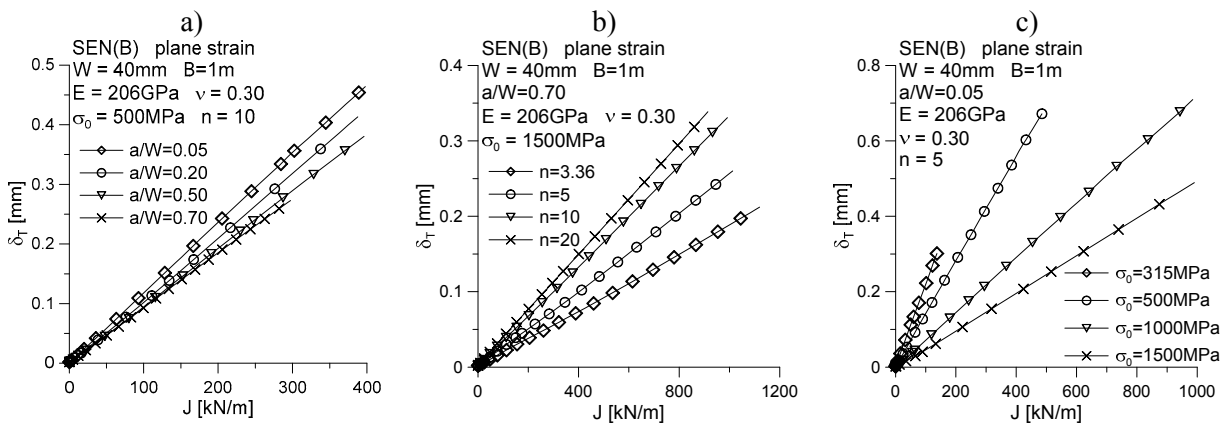 a)
SEN(B) plane strain
W = 40mm B=1m
E = 206GPa ν = 0.30
σ0 = 500MPa n = 10
a/W=0.05
a/W=0.20
a/W=0.50
a/W=0.70
0.5
0.4
0.3
0.2
0.1
0
δT [mm]
0 100 200 300 400
J [kN/m]
b)
SEN(B) plane strain
W = 40mm B=1m
a/W=0.70
E = 206GPa ν = 0.30
σ0 = 1500MPa
n=3.36
n=5
n=10
n=20
0.4
0.3
0.2
0.1
0
δT [mm]
0 400 800 1200
J [kN/m]
c)
SEN(B) plane strain
W = 40mm B=1m
a/W=0.05
E = 206GPa
ν = 0.30
n = 5
σ0 =315MPa
σ0 =500MPa
σ0 =1000MPa
σ0 =1500MPa
0.8
0.6
0.4
0.2
0.0
δT [mm]
0 200 400 600 800 1000
J [kN/m]